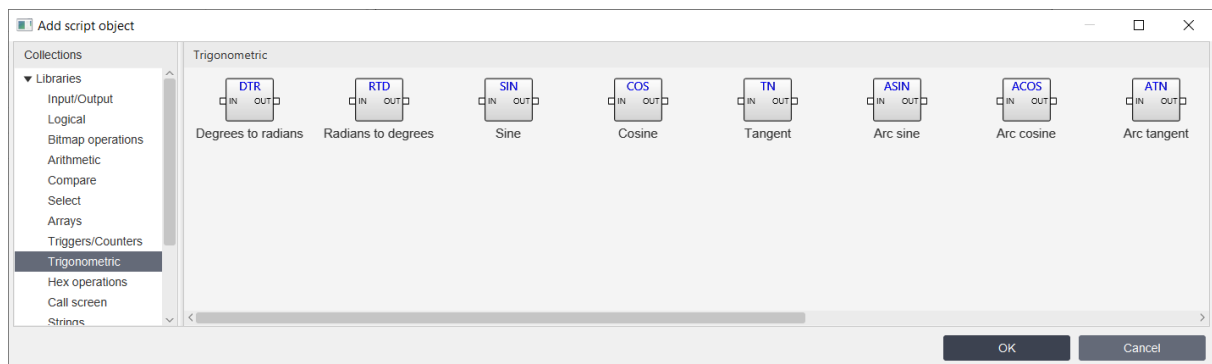 Add script object
Collections
Trigonometric
Libraries
Input/Output
Logical
Bitmap operations
Arithmetic
Compare
Select
Arrays
Triggers/Counters
Trigonometric
Hex operations
Call screen
Strings
DTR
IN OUT
Degrees to radians
RTD
IN OUT
Radians to degrees
SIN
IN OUT
Sine
COS
IN OUT
Cosine
TN
IN OUT
Tangent
ASIN
IN OUT
Arc sine
ACOS
IN OUT
Arc cosine
ATN
IN OUT
Arc tangent
OK
Cancel